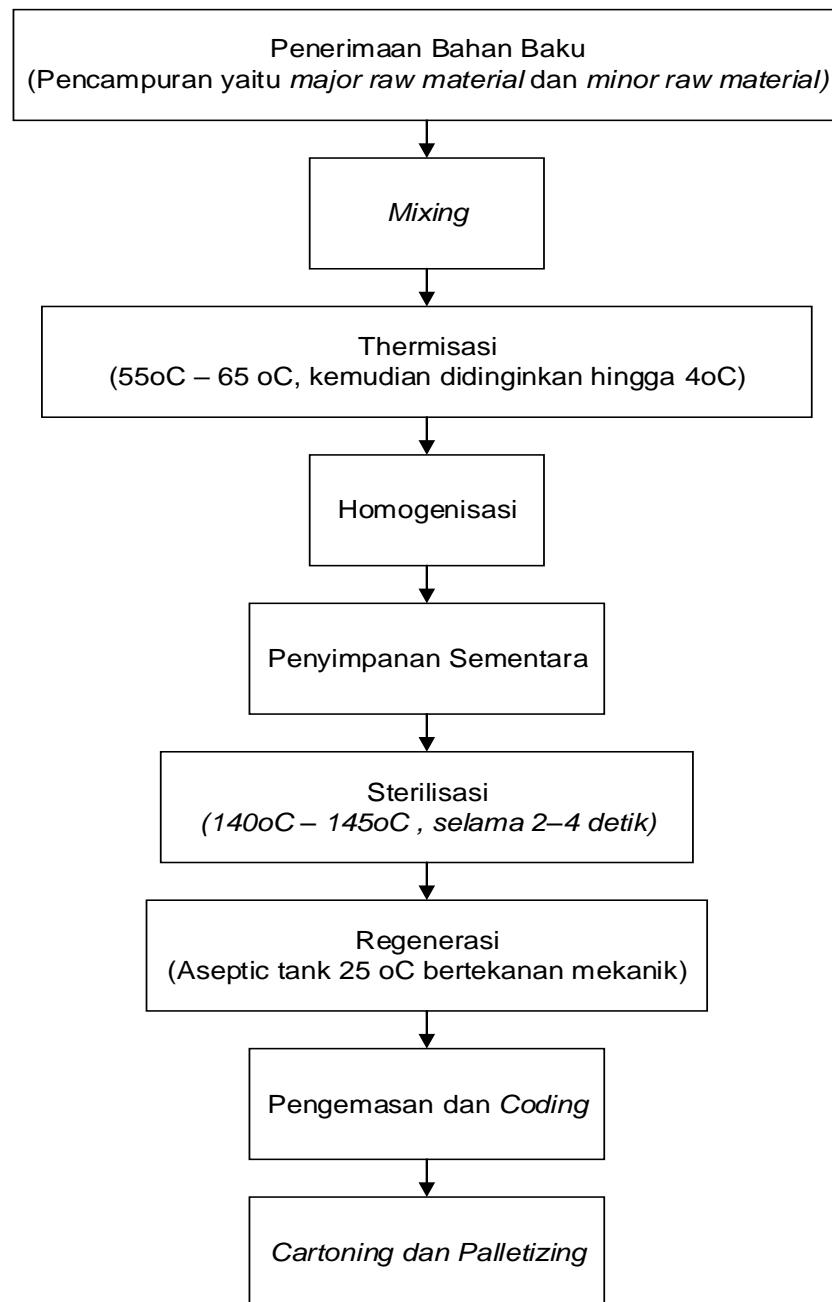 Penerimaan Bahan Baku
(Pencampuran yaitu major raw material dan minor raw material)
Mixing
Thermisasi
(55oC – 65 oC, kemudian didinginkan hingga 4oC)
Homogenisasi
Penyimpanan Sementara
Sterilisasi
(140oC – 145oC , selama 2–4 detik)
Regenerasi
(Aseptic tank 25 oC bertekanan mekanik)
Pengemasan dan Coding
Cartoning dan Palletizing